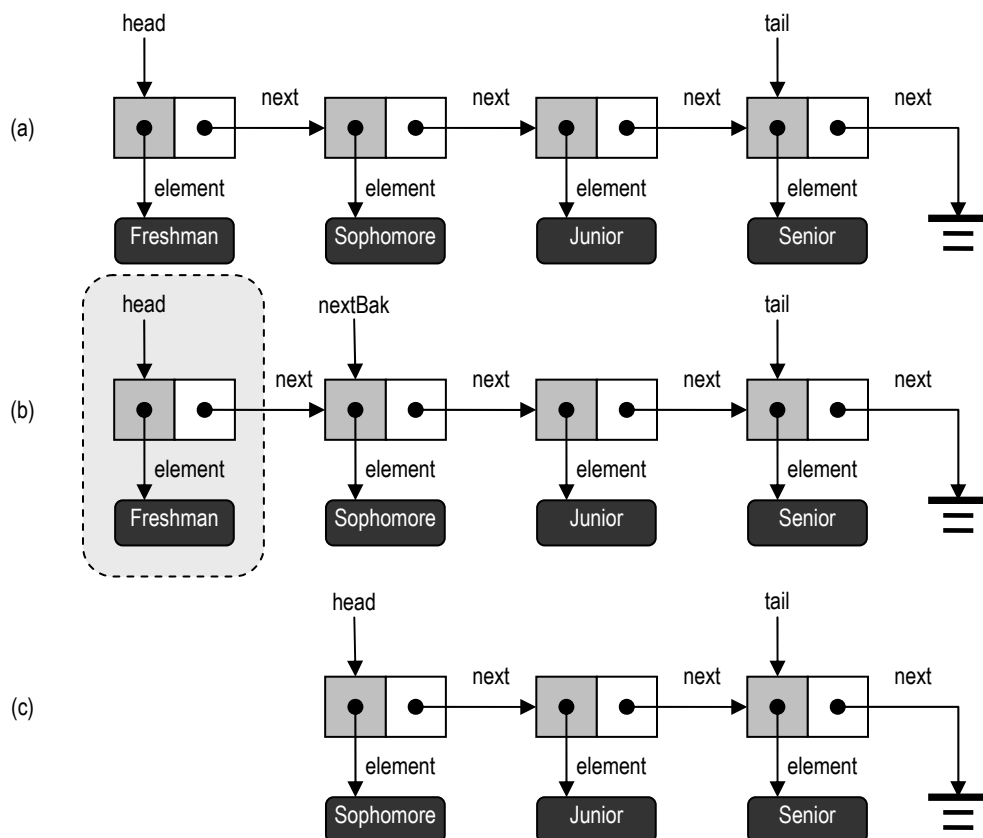 head
tail
next
next
next
next
(a)
element
element
element
element
Freshman
Sophomore
Junior
Senior
head
nextBak
tail
next
next
next
next
(b)
element
element
element
element
Freshman
Sophomore
Junior
Senior
head
tail
next
next
next
(c)
element
element
element
Sophomore
Junior
Senior